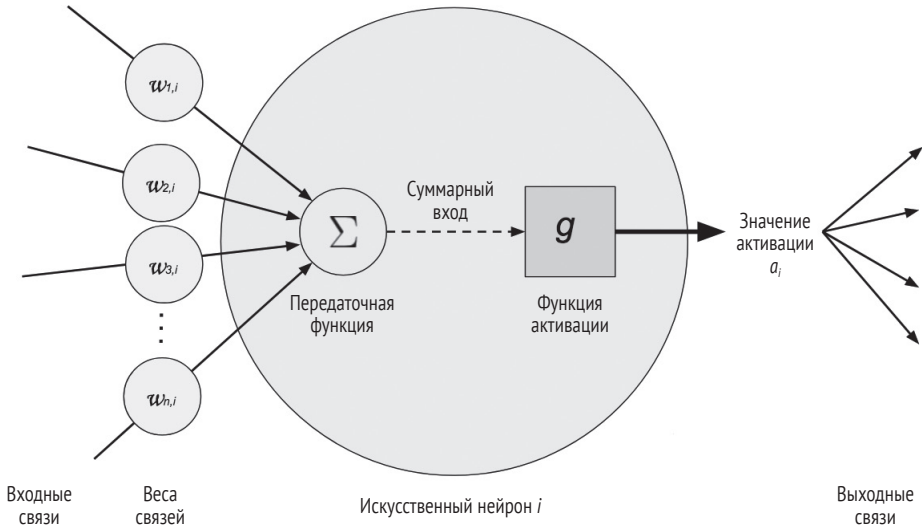 w1,i
w2,i
w3,i
wn,i
Σ
Суммарный
вход
g
Передаточная
функция
Функция
активации
Значение
активации
ai
Входные
связи
Веса
связей
Искусственный нейрон i
Выходные
связи